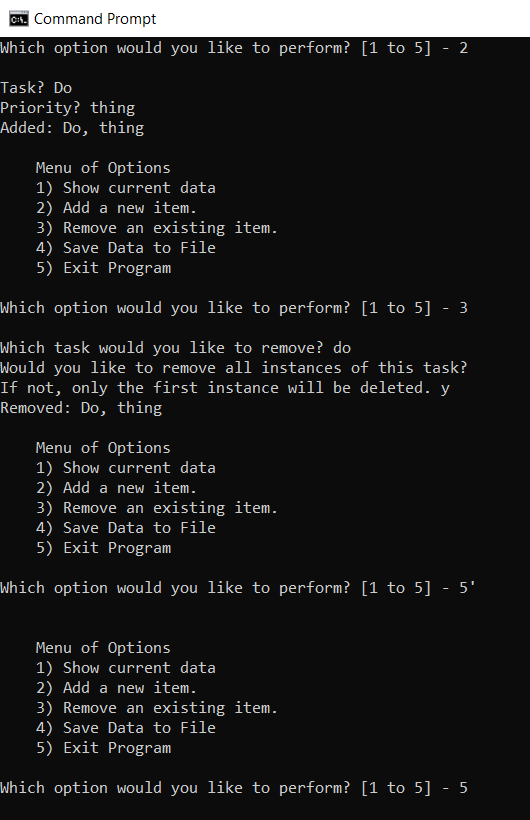 Command Prompt
Which option would you like to perform? [1 to 5] - 2
Task? Do
Priority? thing
Added: Do, thing
Menu of Options
1) Show current data
2) Add a new item.
3) Remove an existing item.
4) Save Data to File
5) Exit Program
Which option would you like to perform? [1 to 5] - 3
Which task would you like to remove? do
Would you like to remove all instances of this task?
If not, only the first instance will be deleted. y
Removed: Do, thing
Menu of Options
1) Show current data
2) Add a new item.
3) Remove an existing item.
4) Save Data to File
5) Exit Program
Which option would you like to perform? [1 to 5] - 5'
Menu of Options
1) Show current data
2) Add a new item.
3) Remove an existing item.
4) Save Data to File
5) Exit Program
Which option would you like to perform? [1 to 5] - 5